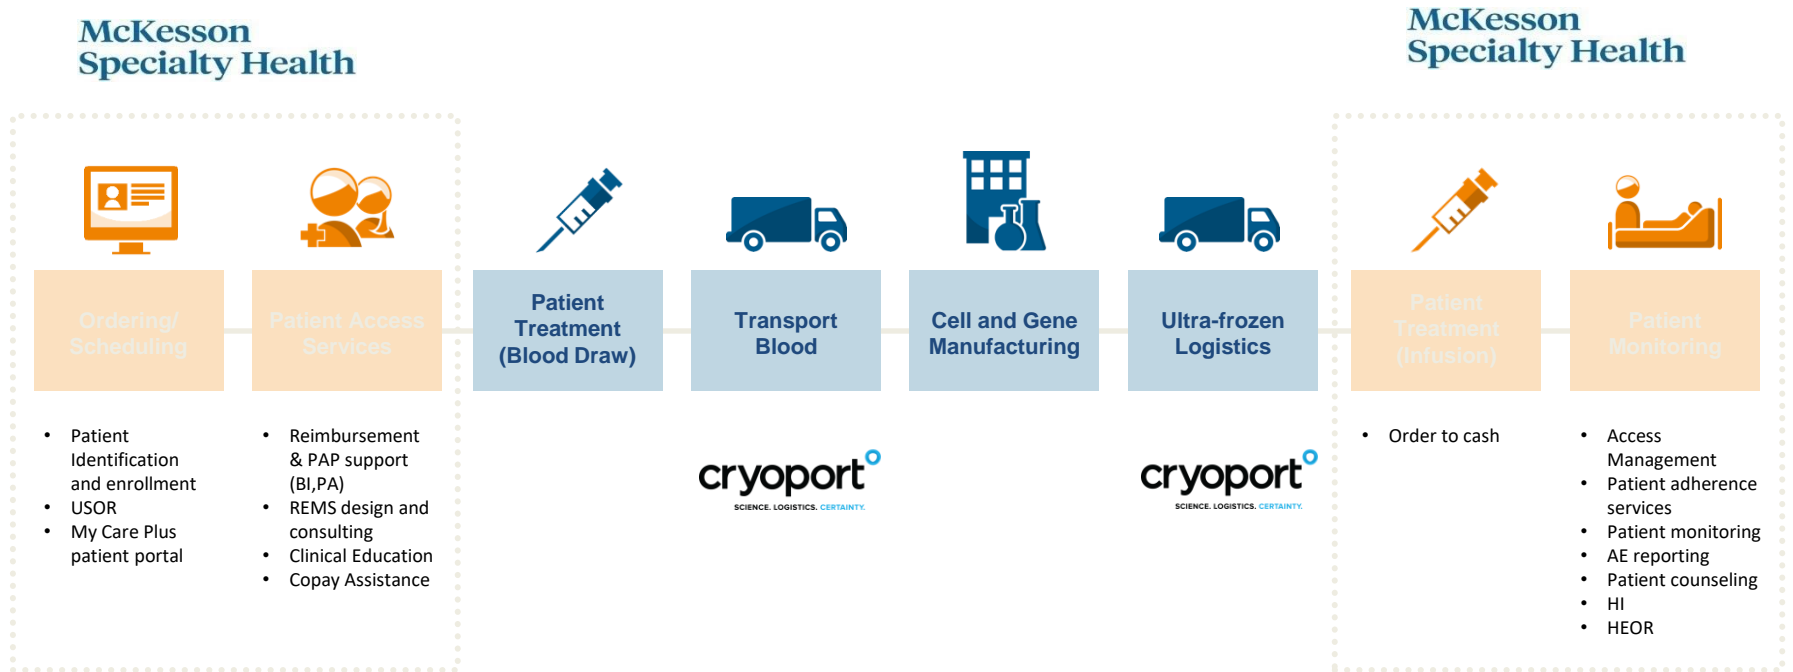 McKesson
Specialty Health
McKesson
Specialty Health
Ordering/
Scheduling
Patient Access
Services
Patient
Treatment
(Blood Draw)
Transport
Blood
Cell and Gene
Manufacturing
Ultra-frozen
Logistics
Patient
Treatment
(Infusion)
Patient
Monitoring
• Patient
Identification
and enrollment
• USOR
• My Care Plus
patient portal
• Reimbursement
& PAP support
(BI,PA)
• REMS design and
consulting
• Clinical Education
• Copay Assistance
cryoport
SCIENCE. LOGISTICS. CERTAINTY.
cryoport
SCIENCE. LOGISTICS. CERTAINTY.
• Order to cash
• Access
Management
• Patient adherence
services
• Patient monitoring
• AE reporting
• Patient counseling
• HI
• HEOR